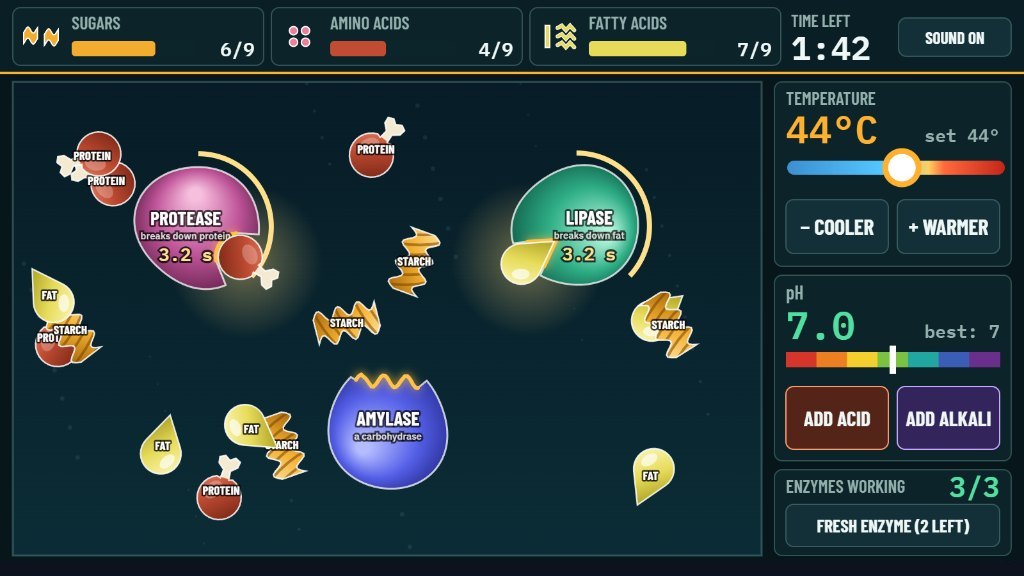 SUGARS
6/9
AMINO ACIDS
4/9
FATTY ACIDS
7/9
TIME LEFT
1:42
SOUND ON
PROTEIN
PROTEIN
PROTEIN
PROTEASE
breaks down protein
3.2 s
LIPASE
breaks down fat
3.2 s
STARCH
FAT
STARCH
STARCH
STARCH
AMYLASE
a carbohydrase
FAT
FAT
PROTEIN
FAT
TEMPERATURE
44°C
set 44°
– COOLER
+ WARMER
pH
7.0
best: 7
ADD ACID
ADD ALKALI
ENZYMES WORKING
3/3
FRESH ENZYME (2 LEFT)